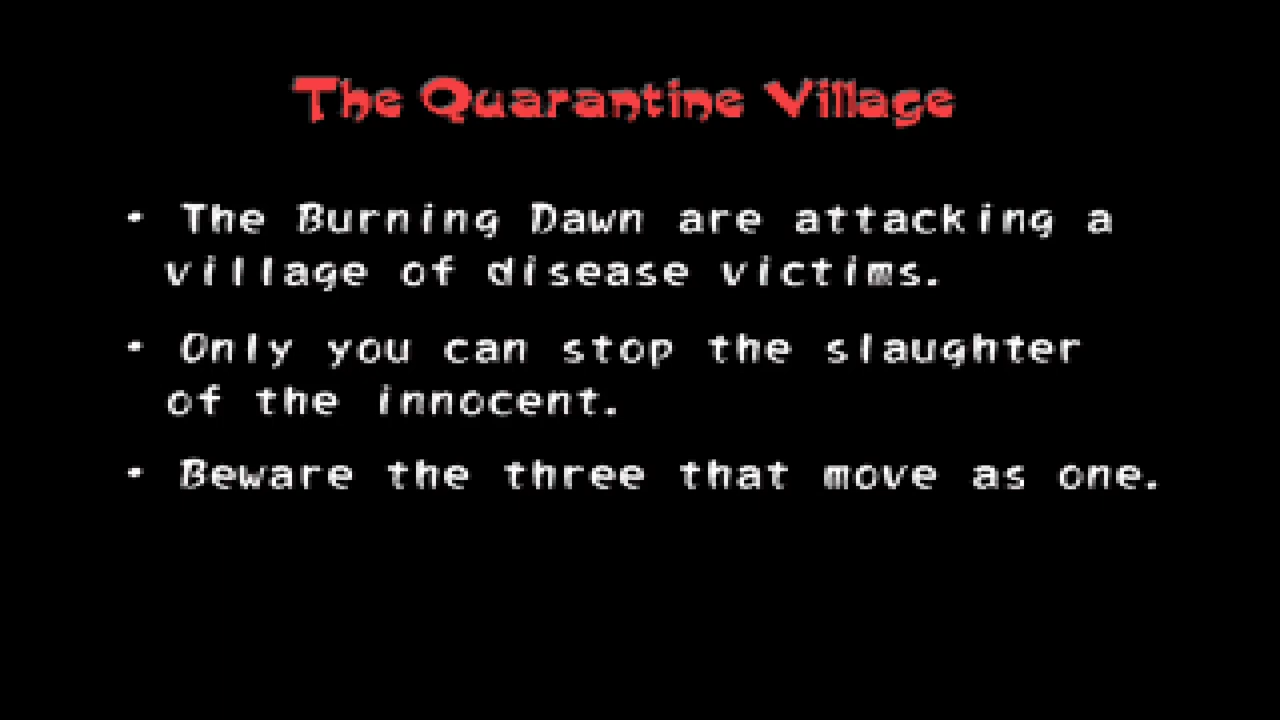 The Quarantine Village
- The Burning Dawn are attacking a
village of disease victims.
- Only you can stop the slaughter
of the innocent.
- Beware the three that move as one.